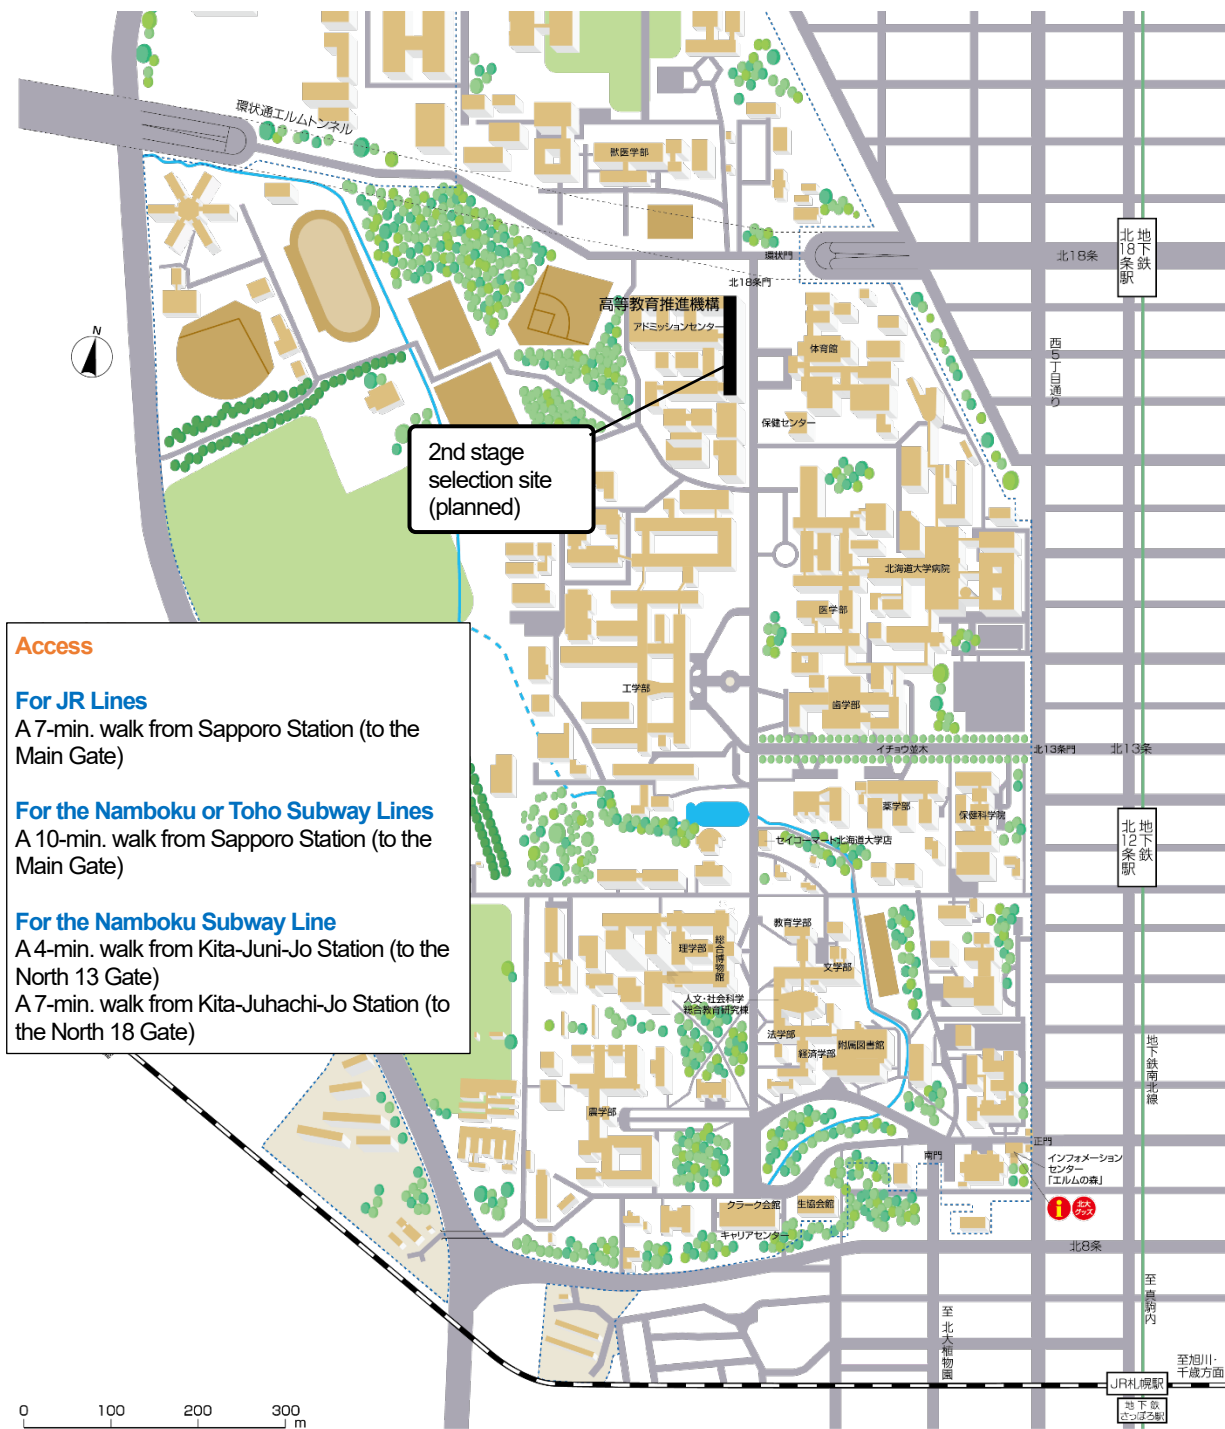 環状通エルムトンネル
獣医学部
環状門
北18条
地下鉄
北18条駅
北18条門
高等教育推進機構
アドミッションセンター
体育館
西5丁目通り
N
保健センター
2nd stage
selection site
(planned)
北海道大学病院
医学部
Access
For JR Lines
A 7-min. walk from Sapporo Station (to the
Main Gate)
For the Namboku or Toho Subway Lines
A 10-min. walk from Sapporo Station (to the
Main Gate)
For the Namboku Subway Line
A 4-min. walk from Kita-Juni-Jo Station (to the
North 13 Gate)
A 7-min. walk from Kita-Juhachi-Jo Station (to
the North 18 Gate)
工学部
歯学部
イチョウ並木
北13条門
北13条
薬学部
保健科学院
地下鉄
北12条駅
セイコーマート北海道大学店
教育学部
理学部
総合博物館
文学部
人文・社会科学
総合教育研究棟
法学部
経済学部
附属図書館
地下鉄南北線
農学部
正門
南門
インフォメーション
センター
「エルムの森」
i
北大
グッズ
クラーク会館
生協会館
キャリアセンター
北8条
至 真駒内
至 北大植物園
至旭川・
千歳方面
JR札幌駅
地下鉄
さっぽろ駅
0 100 200 300
m